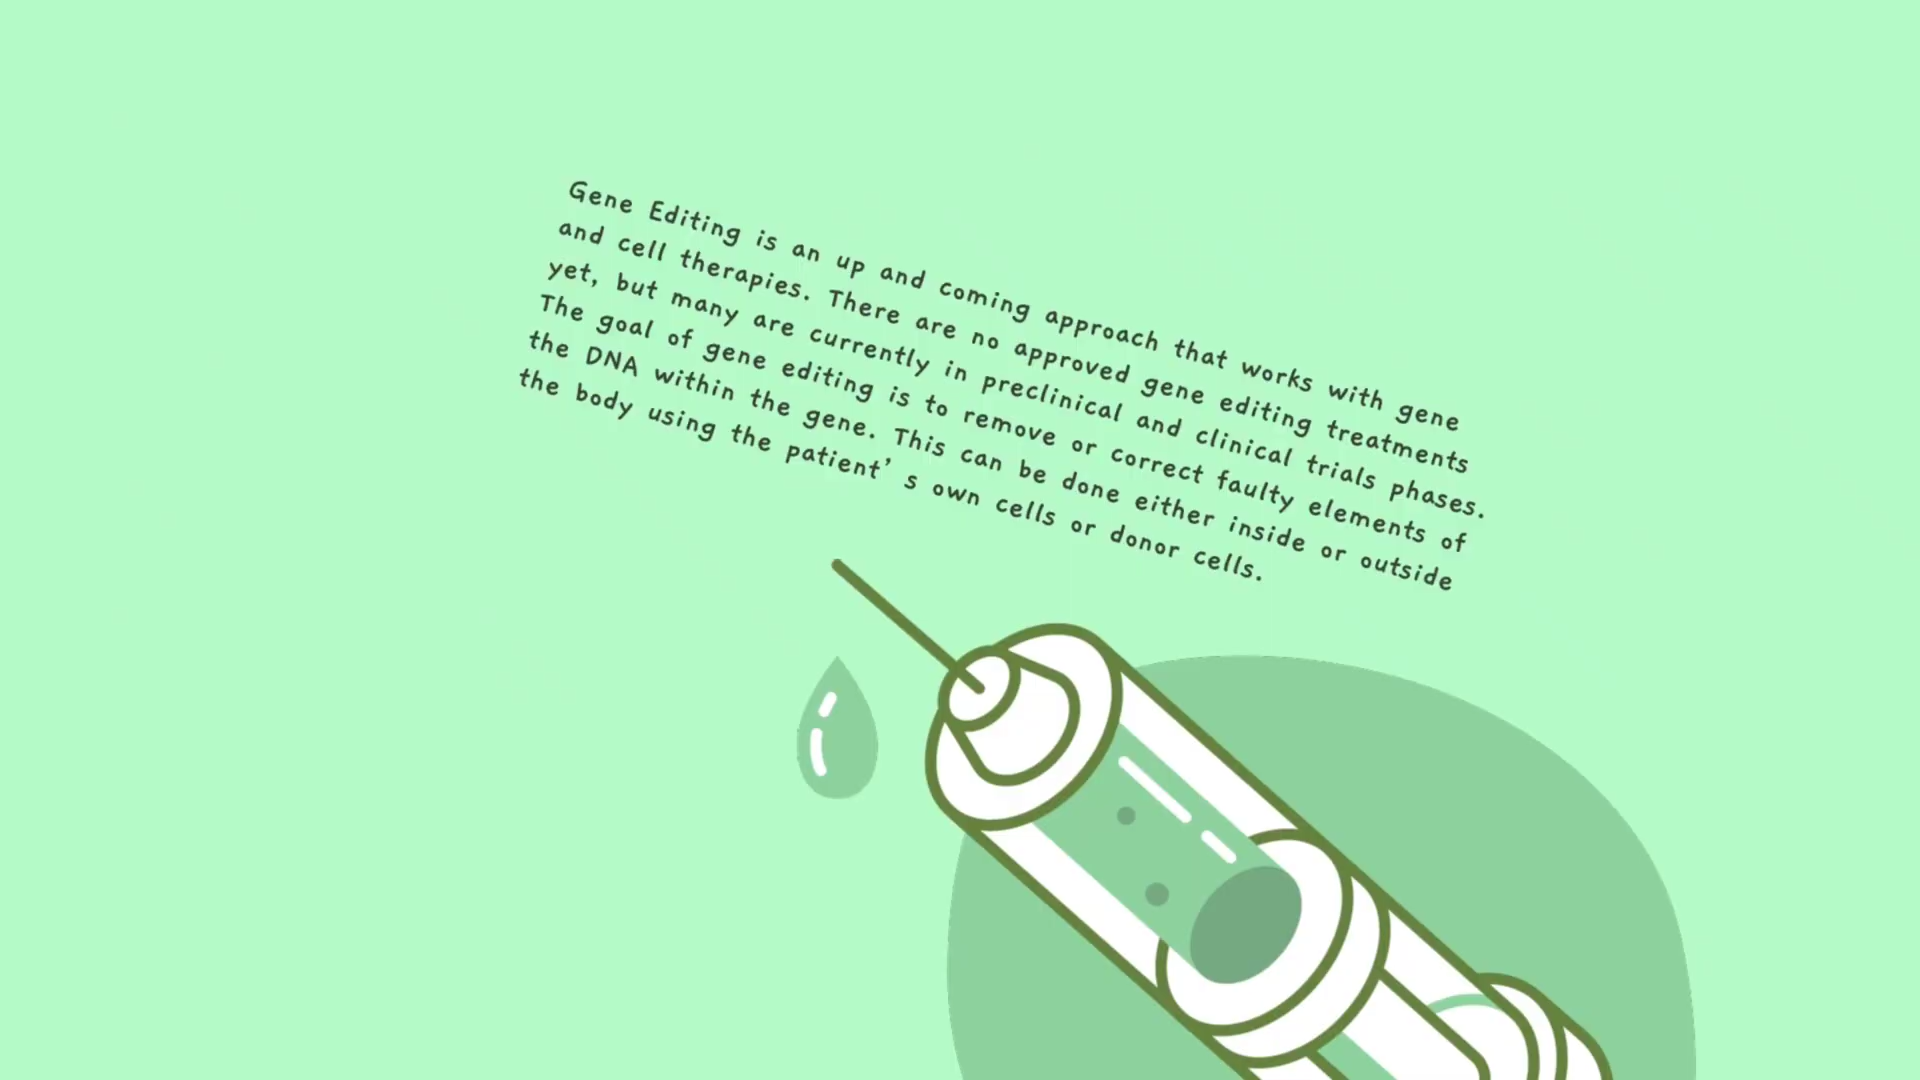 Gene Editing is an up and coming approach that works with gene
and cell therapies. There are no approved gene editing treatments
yet, but many are currently in preclinical and clinical trials phases.
The goal of gene editing is to remove or correct faulty elements of
the DNA within the gene. This can be done either inside or outside
the body using the patient’ s own cells or donor cells.